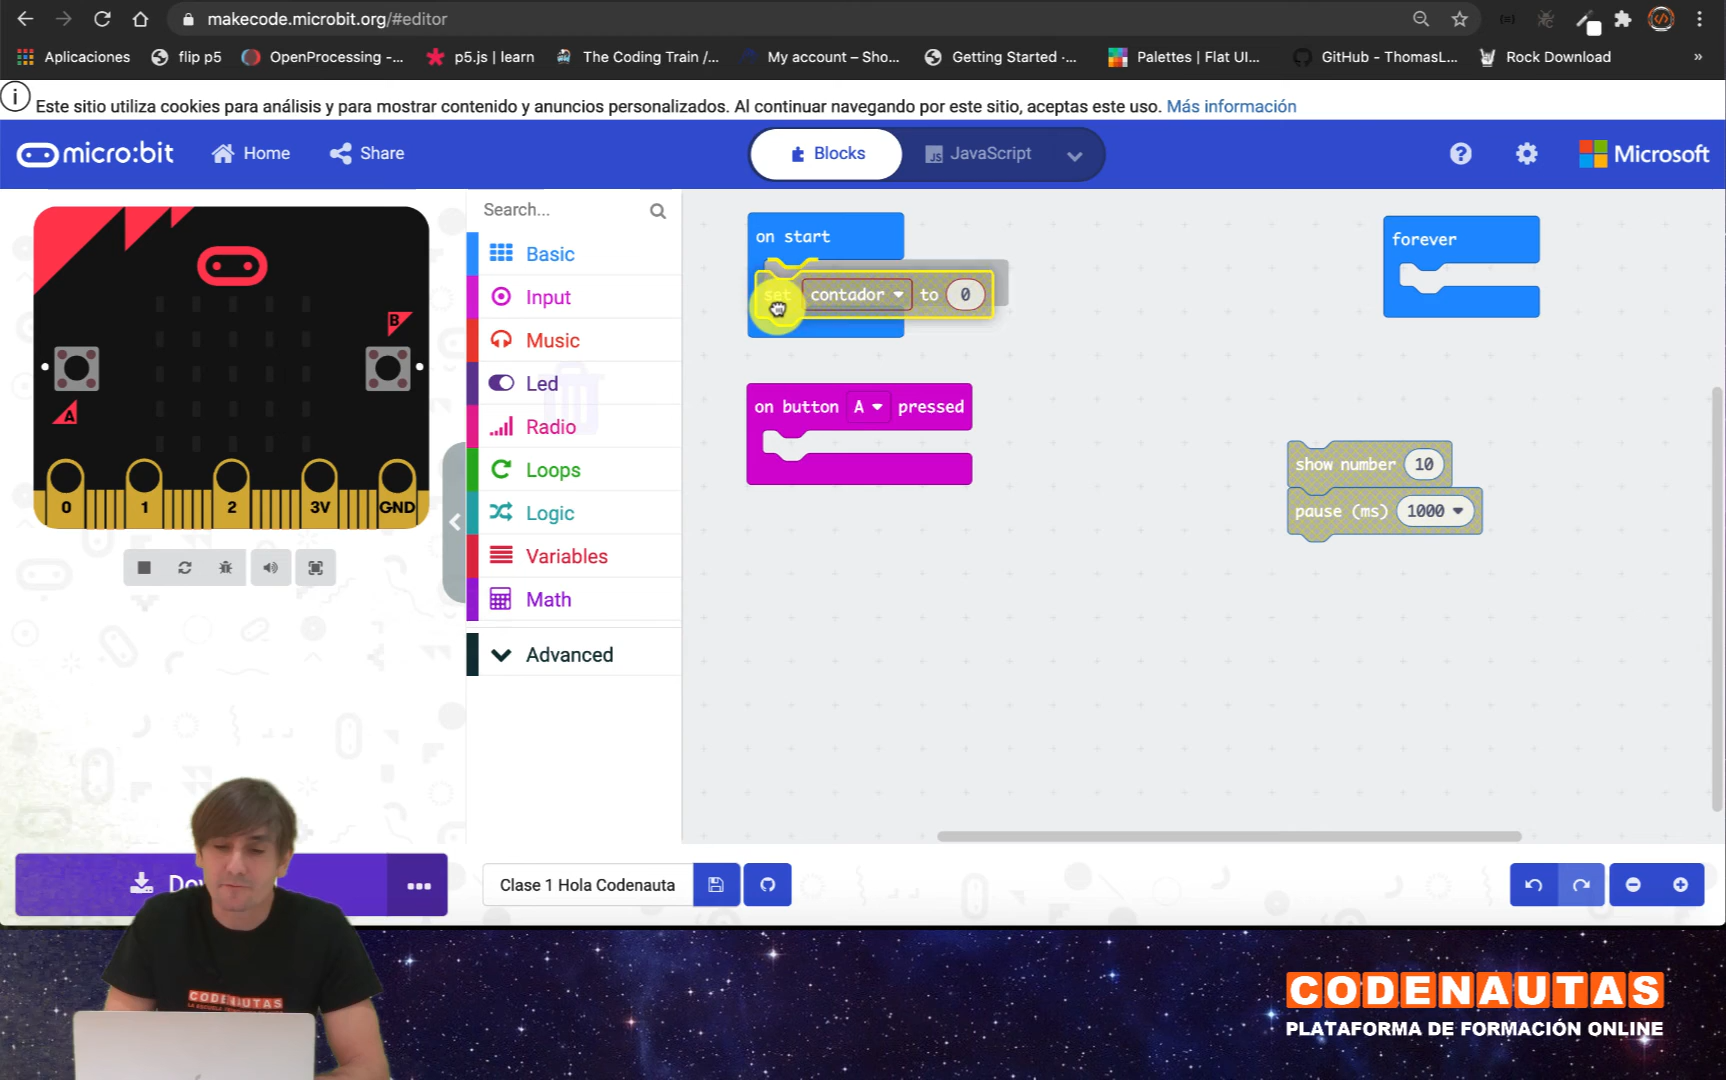 makecode.microbit.org/#editor
Aplicaciones flip p5 OpenProcessing -... p5.js | learn The Coding Train /... My account – Sho... Getting Started ·... Palettes | Flat UI... GitHub - ThomasL... Rock Download »
Este sitio utiliza cookies para análisis y para mostrar contenido y anuncios personalizados. Al continuar navegando por este sitio, aceptas este uso. Más información
micro:bit Home Share Blocks JS JavaScript ? Microsoft
Search...
Basic
Input
Music
Led
Radio
Loops
Logic
Variables
Math
Advanced
B
A
0 1 2 3V GND
on start
set contador to 0
forever
on button A pressed
show number 10
pause (ms) 1000
Clase 1 Hola Codenauta
CODENAUTAS
CODENAUTAS
PLATAFORMA DE FORMACIÓN ONLINE